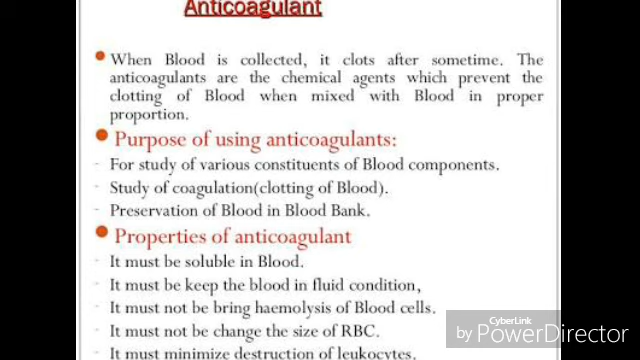 Anticoagulant
When Blood is collected, it clots after sometime. The
anticoagulants are the chemical agents which prevent the
clotting of Blood when mixed with Blood in proper
proportion.
Purpose of using anticoagulants:
- For study of various constituents of Blood components.
- Study of coagulation(clotting of Blood).
- Preservation of Blood in Blood Bank.
Properties of anticoagulant
- It must be soluble in Blood.
- It must be keep the blood in fluid condition,
- It must not be bring haemolysis of Blood cells.
- It must not be change the size of RBC.
- It must minimize destruction of leukocytes.
CyberLink
by PowerDirector